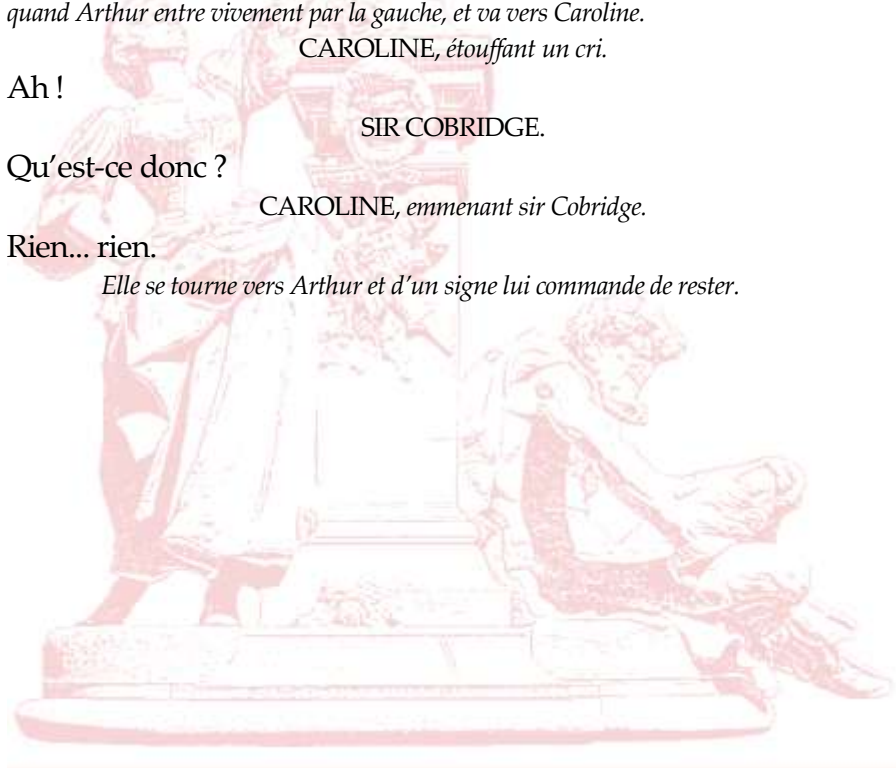 quand Arthur entre vivement par la gauche, et va vers Caroline.
CAROLINE, étouffant un cri.
Ah !
SIR COBRIDGE.
Qu’est-ce donc ?
CAROLINE, emmenant sir Cobridge.
Rien... rien.
Elle se tourne vers Arthur et d’un signe lui commande de rester.